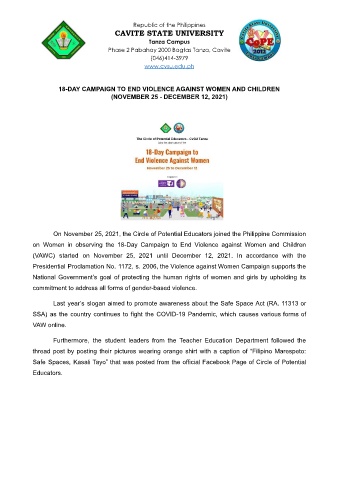 Republic of the Philippines
CAVITE STATE UNIVERSITY
Tanza Campus
Phase 2 Pabahay 2000 Bagtas Tanza, Cavite
(046)414-3979
www.cvsu.edu.ph
CoPE
2013
18-DAY CAMPAIGN TO END VIOLENCE AGAINST WOMEN AND CHILDREN
(NOVEMBER 25 - DECEMBER 12, 2021)
The Circle of Potential Educators - CvSU Tanza
18-Day Campaign to
End Violence Against Women
November 25 to December 12
On November 25, 2021, the Circle of Potential Educators joined the Philippine Commission
on Women in observing the 18-Day Campaign to End Violence against Women and Children
(VAWC) started on November 25, 2021 until December 12, 2021. In accordance with the
Presidential Proclamation No. 1172, s. 2006, the Violence against Women Campaign supports the
National Government's goal of protecting the human rights of women and girls by upholding its
commitment to address all forms of gender-based violence.
Last year's slogan aimed to promote awareness about the Safe Space Act (RA. 11313 or
SSA) as the country continues to fight the COVID-19 Pandemic, which causes various forms of
VAW online.
Furthermore, the student leaders from the Teacher Education Department followed the
thread post by posting their pictures wearing orange shirt with a caption of "Filipino Marespeto:
Safe Spaces, Kasali Tayo" that was posted from the official Facebook Page of Circle of Potential
Educators.